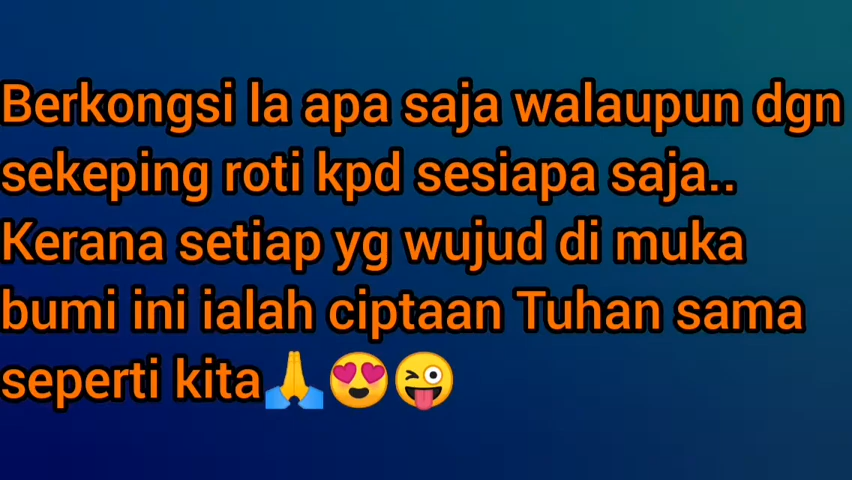 Berkongsi la apa saja walaupun dgn
sekeping roti kpd sesiapa saja..
Kerana setiap yg wujud di muka
bumi ini ialah ciptaan Tuhan sama
seperti kita🙏😍😜